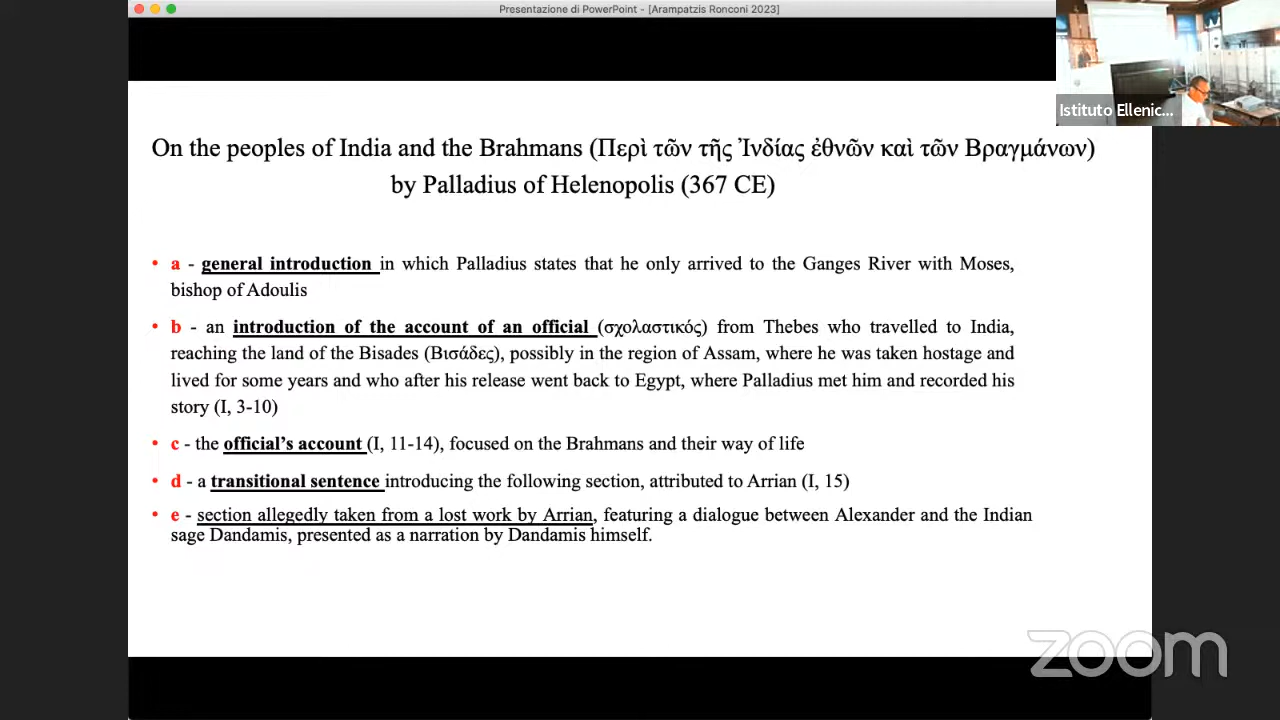 Presentazione di PowerPoint - [Arampatzis Ronconi 2023]
Istituto Ellenic...
On the peoples of India and the Brahmans (Περὶ τῶν τῆς Ἰνδίας ἐθνῶν καὶ τῶν Βραγμάνων)
by Palladius of Helenopolis (367 CE)
• a - general introduction in which Palladius states that he only arrived to the Ganges River with Moses,
bishop of Adoulis
• b - an introduction of the account of an official (σχολαστικός) from Thebes who travelled to India,
reaching the land of the Bisades (Βισάδες), possibly in the region of Assam, where he was taken hostage and
lived for some years and who after his release went back to Egypt, where Palladius met him and recorded his
story (I, 3-10)
• c - the official’s account (I, 11-14), focused on the Brahmans and their way of life
• d - a transitional sentence introducing the following section, attributed to Arrian (I, 15)
• e - section allegedly taken from a lost work by Arrian, featuring a dialogue between Alexander and the Indian
sage Dandamis, presented as a narration by Dandamis himself.
zoom